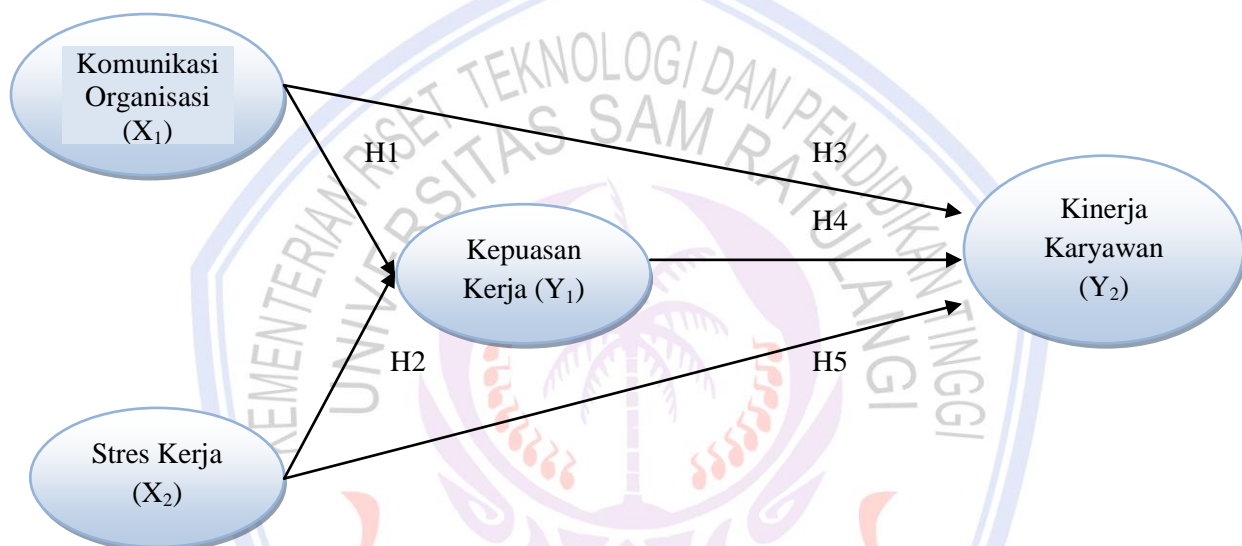 Komunikasi
Organisasi
(X₁)
H1
H3
H4
Kepuasan
Kerja (Y₁)
Kinerja
Karyawan
(Y₂)
H2
H5
Stres Kerja
(X₂)
KEMENTERIAN RISET TEKNOLOGI DAN PENDIDIKAN TINGGI
UNIVERSITAS SAM RATULANGI